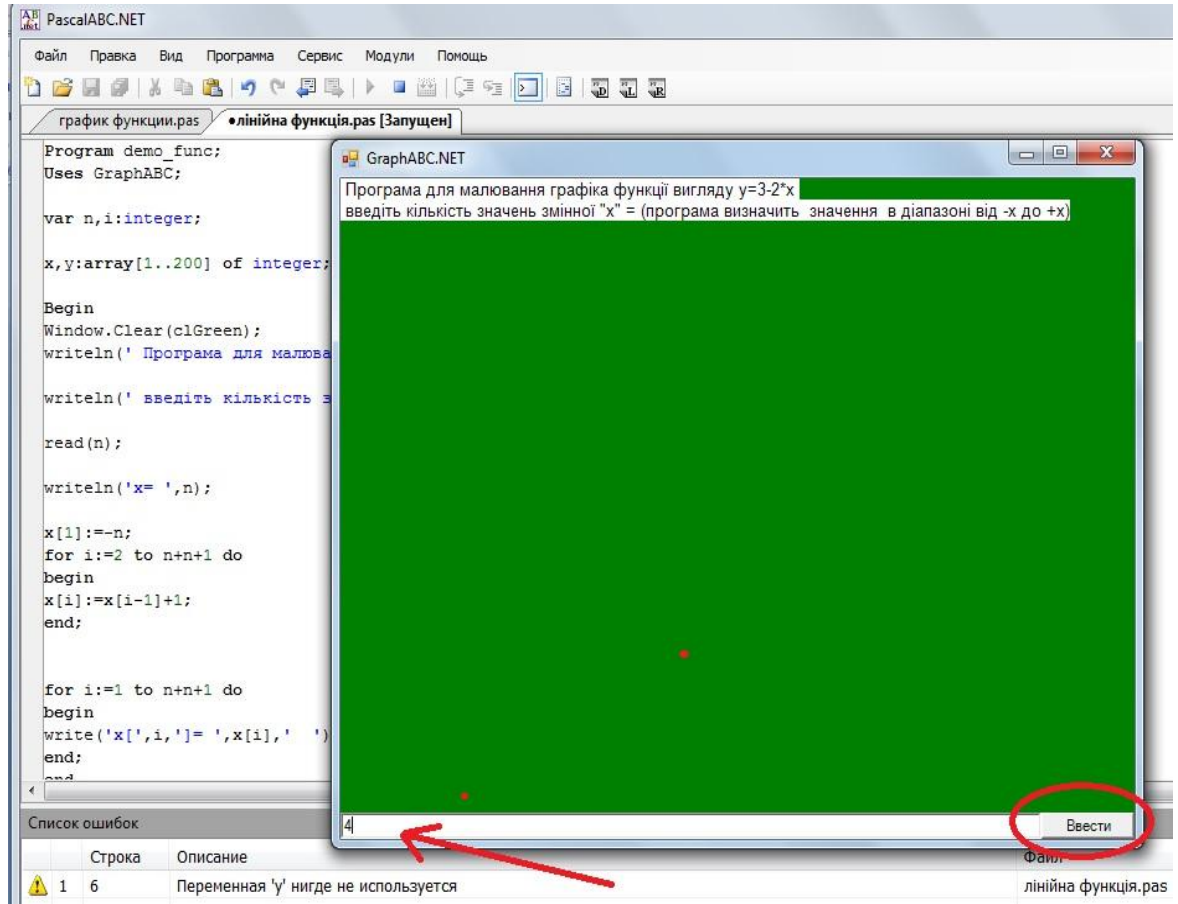 PascalABC.NET
Файл Правка Вид Программа Сервис Модули Помощь
график функции.pas •лінійна функція.pas [Запущен]
Program demo_func;
Uses GraphABC;
var n,i:integer;
x,y:array[1..200] of integer;
Begin
Window.Clear(clGreen);
writeln(' Програма для малюва
writeln(' введіть кількість з
read(n);
writeln('x= ',n);
x[1]:=-n;
for i:=2 to n+n+1 do
begin
x[i]:=x[i-1]+1;
end;
for i:=1 to n+n+1 do
begin
write('x[',i,']= ',x[i],'  ')
end;
end
GraphABC.NET
Програма для малювання графіка функції вигляду y=3-2*x
введіть кількість значень змінної "x" = (програма визначить значення в діапазоні від -x до +x)
4
Ввести
Список ошибок
Строка Описание Файл
1 6 Переменная 'y' нигде не используется лінійна функція.pas